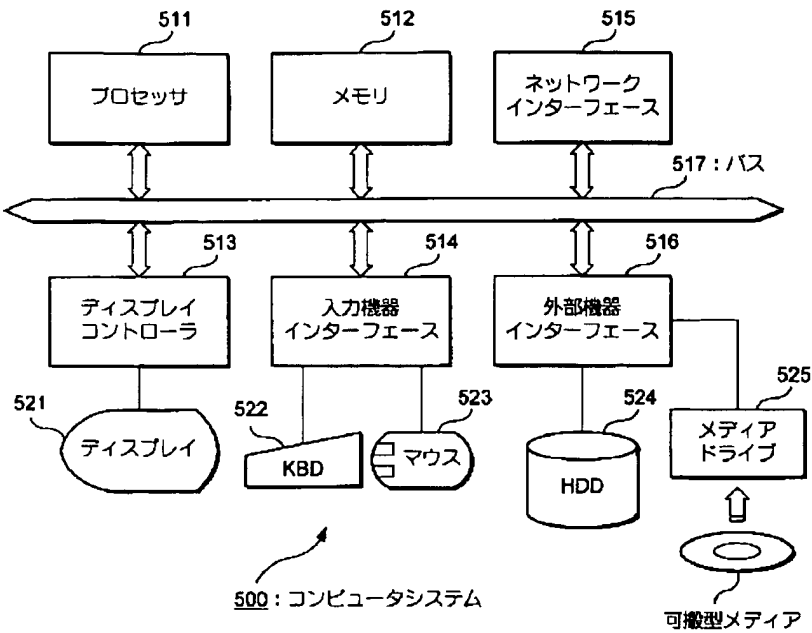 511
プロセッサ
512
メモリ
515
ネットワーク
インターフェース
517：バス
513
ディスプレイ
コントローラ
514
入力機器
インターフェース
516
外部機器
インターフェース
521
ディスプレイ
522
KBD
523
マウス
524
HDD
525
メディア
ドライブ
500：コンピュータシステム
可搬型メディア